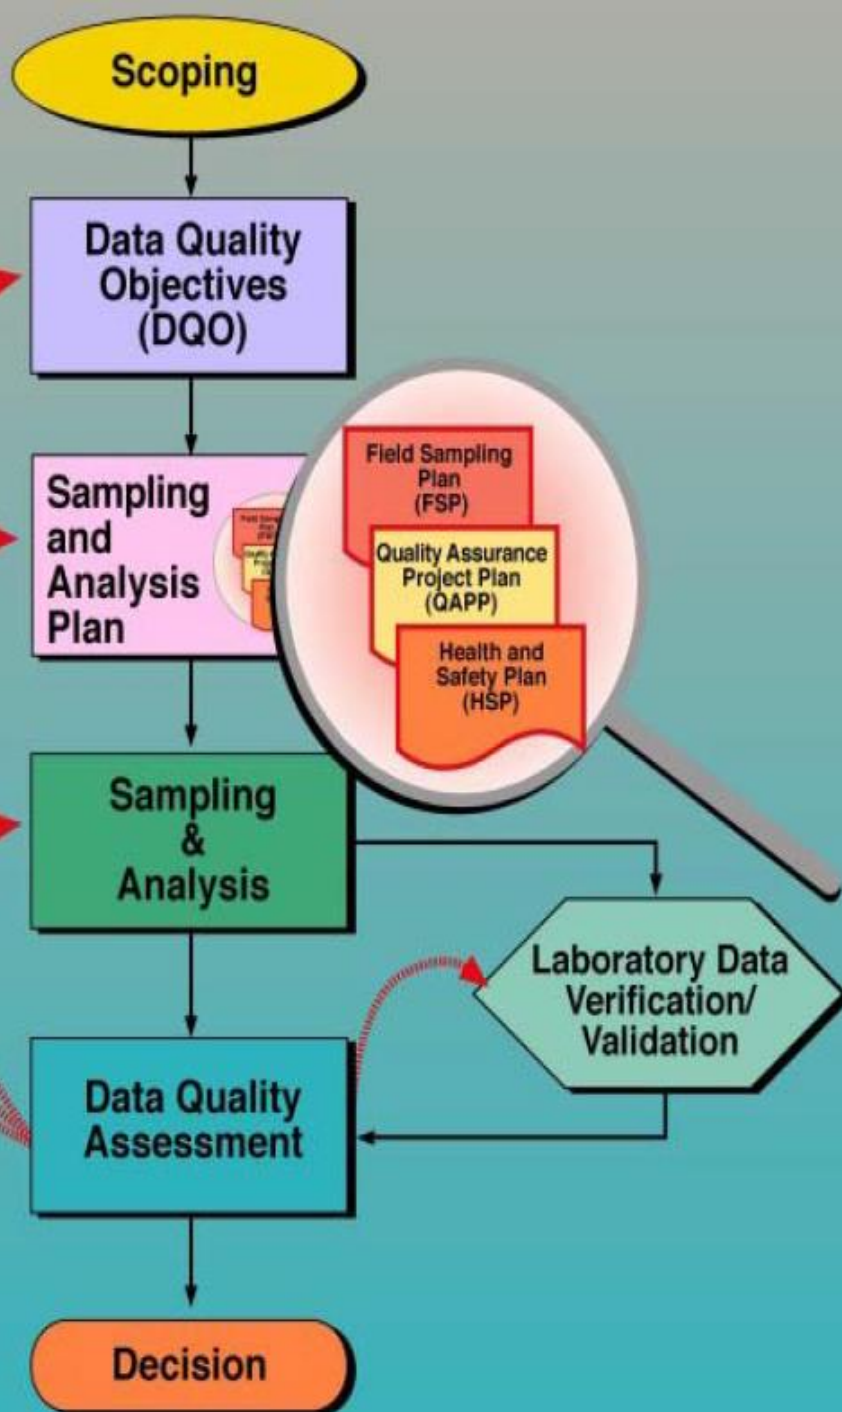 Scoping
Data Quality
Objectives
(DQO)
Sampling
and
Analysis
Plan
Field Sampling
Plan
(FSP)
Quality Assurance
Project Plan
(QAPP)
Health and
Safety Plan
(HSP)
Sampling
&
Analysis
Laboratory Data
Verification/
Validation
Data Quality
Assessment
Decision